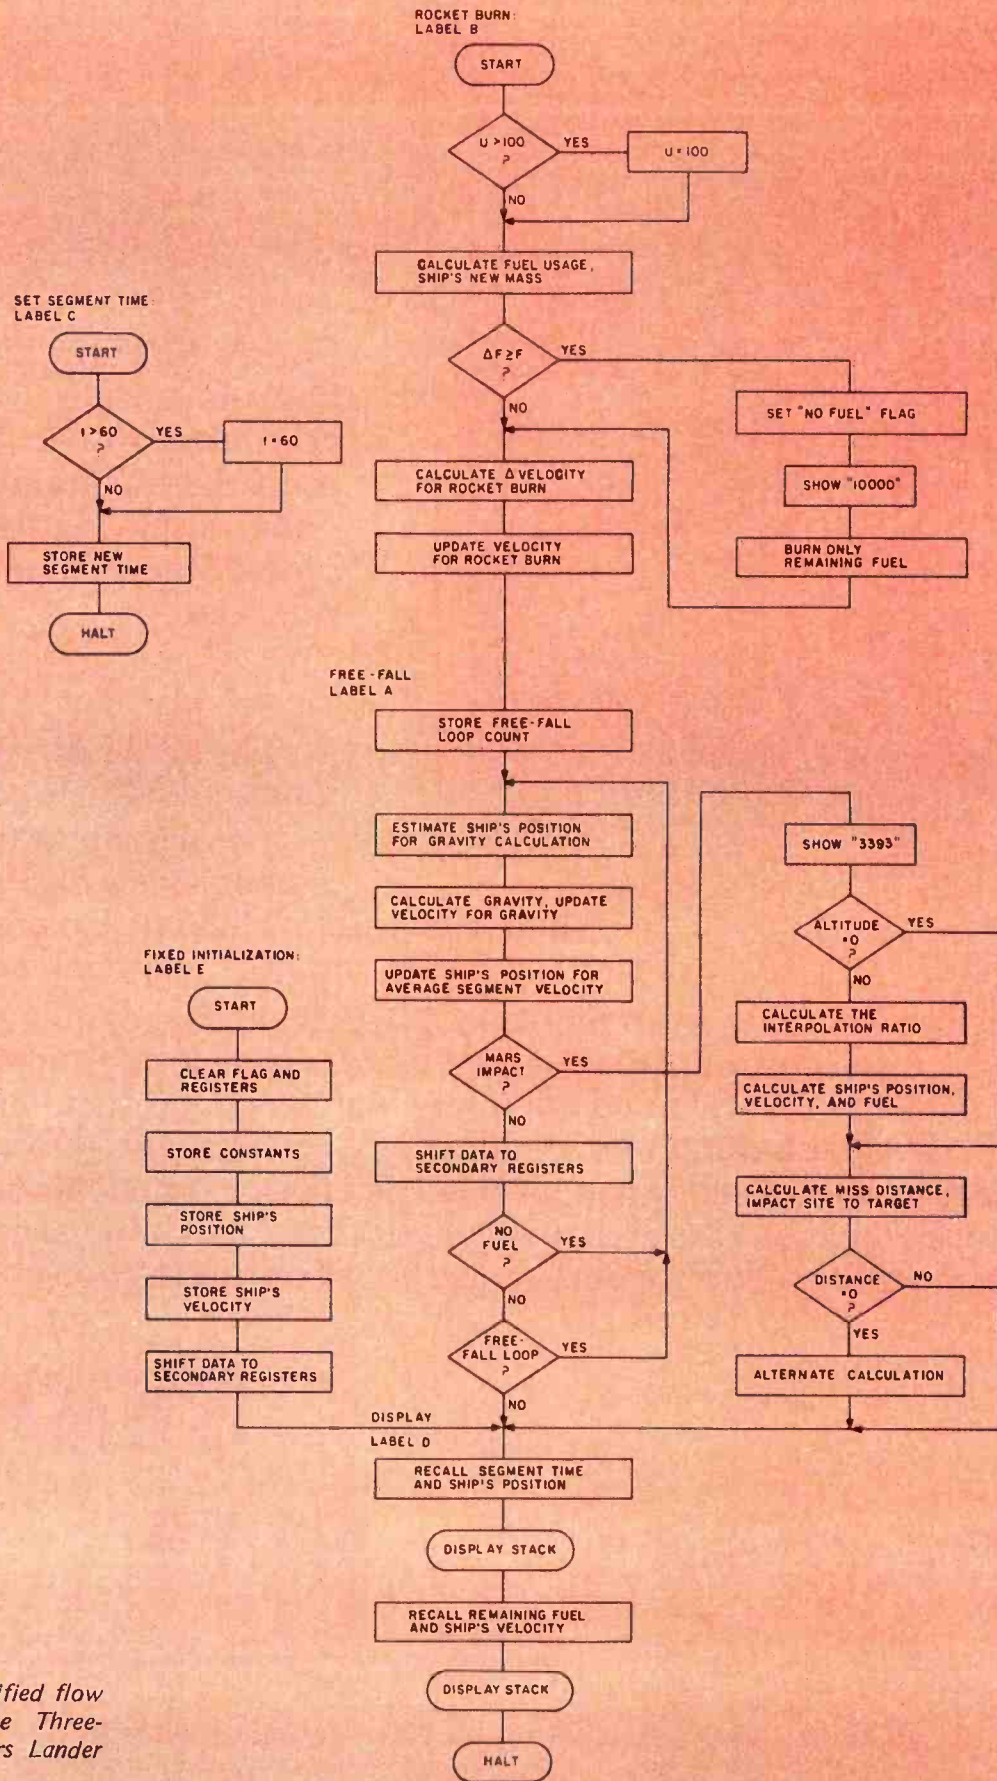 ROCKET BURN:
LABEL B
START
U >100
?
YES
U = 100
NO
CALCULATE FUEL USAGE,
SHIP'S NEW MASS
ΔF≥F
?
YES
NO
SET "NO FUEL" FLAG
SHOW "10000"
BURN ONLY
REMAINING FUEL
CALCULATE Δ VELOCITY
FOR ROCKET BURN
UPDATE VELOCITY
FOR ROCKET BURN
SET SEGMENT TIME:
LABEL C
START
t >60
?
YES
t = 60
NO
STORE NEW
SEGMENT TIME
HALT
FREE-FALL
LABEL A
STORE FREE-FALL
LOOP COUNT
ESTIMATE SHIP'S POSITION
FOR GRAVITY CALCULATION
CALCULATE GRAVITY, UPDATE
VELOCITY FOR GRAVITY
UPDATE SHIP'S POSITION FOR
AVERAGE SEGMENT VELOCITY
MARS
IMPACT
?
YES
NO
SHIFT DATA TO
SECONDARY REGISTERS
NO
FUEL
?
YES
NO
FREE-
FALL LOOP
?
YES
NO
SHOW "3393"
ALTITUDE
=0
?
YES
NO
CALCULATE THE
INTERPOLATION RATIO
CALCULATE SHIP'S POSITION,
VELOCITY, AND FUEL
CALCULATE MISS DISTANCE,
IMPACT SITE TO TARGET
DISTANCE
=0
?
NO
YES
ALTERNATE CALCULATION
FIXED INITIALIZATION:
LABEL E
START
CLEAR FLAG AND
REGISTERS
STORE CONSTANTS
STORE SHIP'S
POSITION
STORE SHIP'S
VELOCITY
SHIFT DATA TO
SECONDARY REGISTERS
DISPLAY
LABEL D
RECALL SEGMENT TIME
AND SHIP'S POSITION
DISPLAY STACK
RECALL REMAINING FUEL
AND SHIP'S VELOCITY
DISPLAY STACK
HALT
ified flow
e Three-
rs Lander